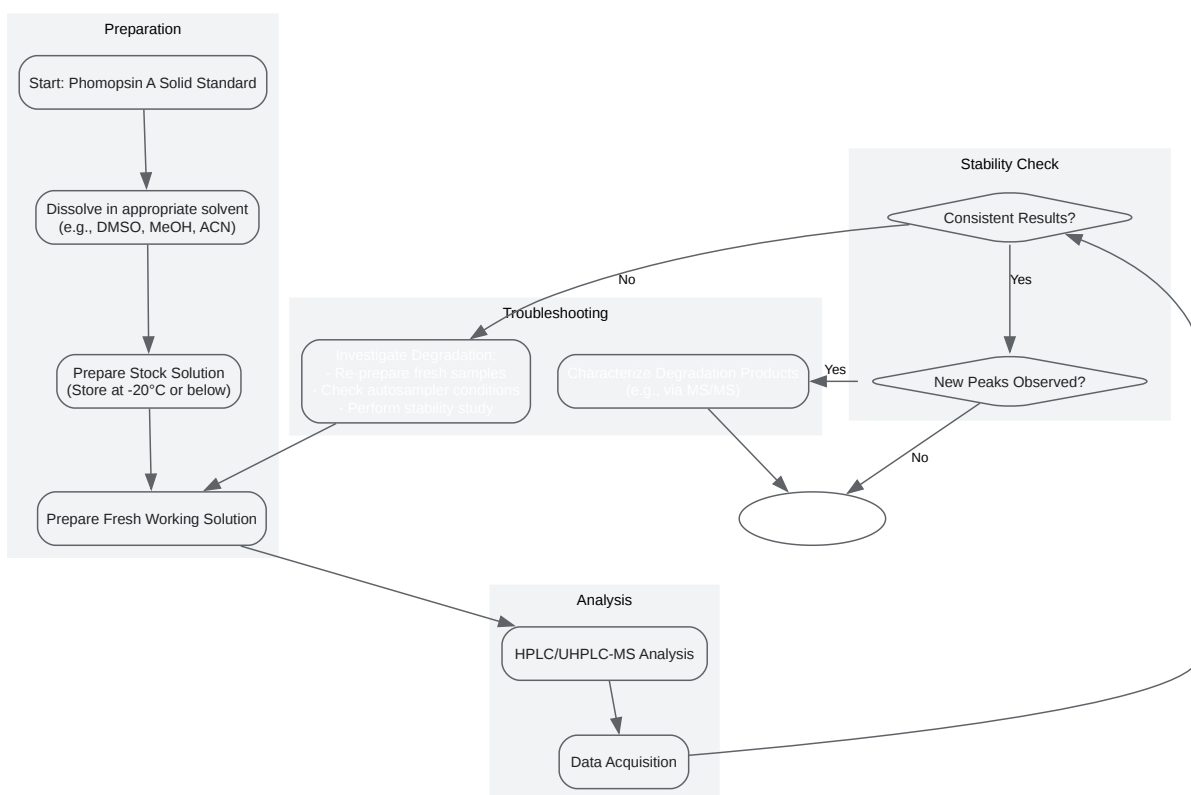 Preparation
Start: Phomopsin A Solid Standard
Dissolve in appropriate solvent
(e.g., DMSO, MeOH, ACN)
Prepare Stock Solution
(Store at -20°C or below)
Prepare Fresh Working Solution
Stability Check
Consistent Results?
No
Yes
New Peaks Observed?
Yes
No
Troubleshooting
Investigate Degradation:
- Re-prepare fresh samples
- Check autosampler conditions
- Perform stability study
Characterize Degradation Products
(e.g., via MS/MS)
Analysis
HPLC/UHPLC-MS Analysis
Data Acquisition